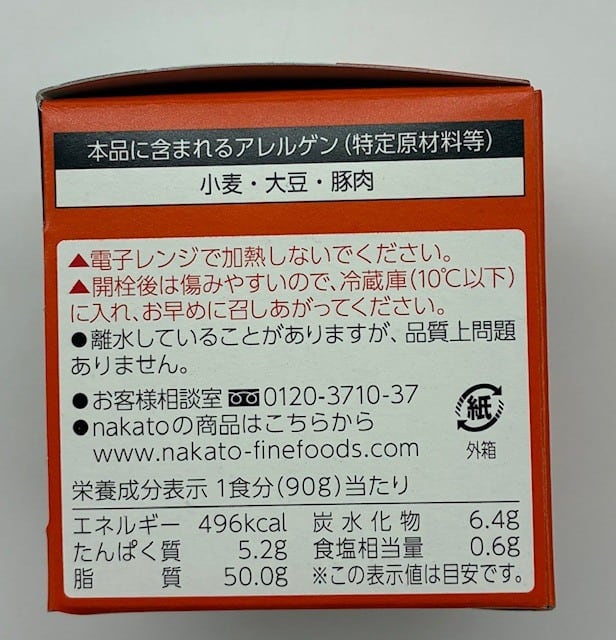 本品に含まれるアレルゲン(特定原材料等)
小麦・大豆・豚肉
▲電子レンジで加熱しないでください。
▲開栓後は傷みやすいので、冷蔵庫(10℃以下)
に入れ、お早めに召しあがってください。
●離水していることがありますが、品質上問題
ありません。
●お客様相談室 0120-3710-37
●nakatoの商品はこちらから
www.nakato-finefoods.com
紙
外箱
栄養成分表示 1食分(90g)当たり
エネルギー 496kcal 炭水化物 6.4g
たんぱく質 5.2g 食塩相当量 0.6g
脂質 50.0g ※この表示値は目安です。